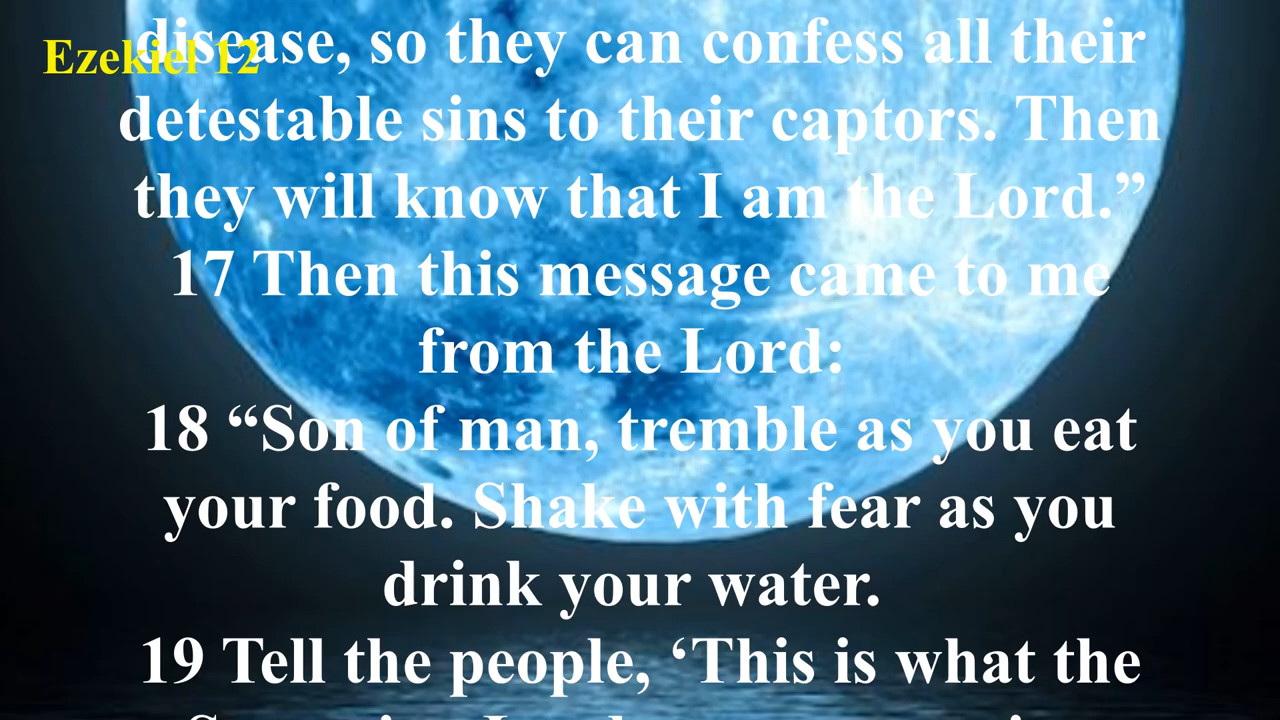 Ezekiel 12
disease, so they can confess all their
detestable sins to their captors. Then
they will know that I am the Lord.”
17 Then this message came to me
from the Lord:
18 “Son of man, tremble as you eat
your food. Shake with fear as you
drink your water.
19 Tell the people, ‘This is what the